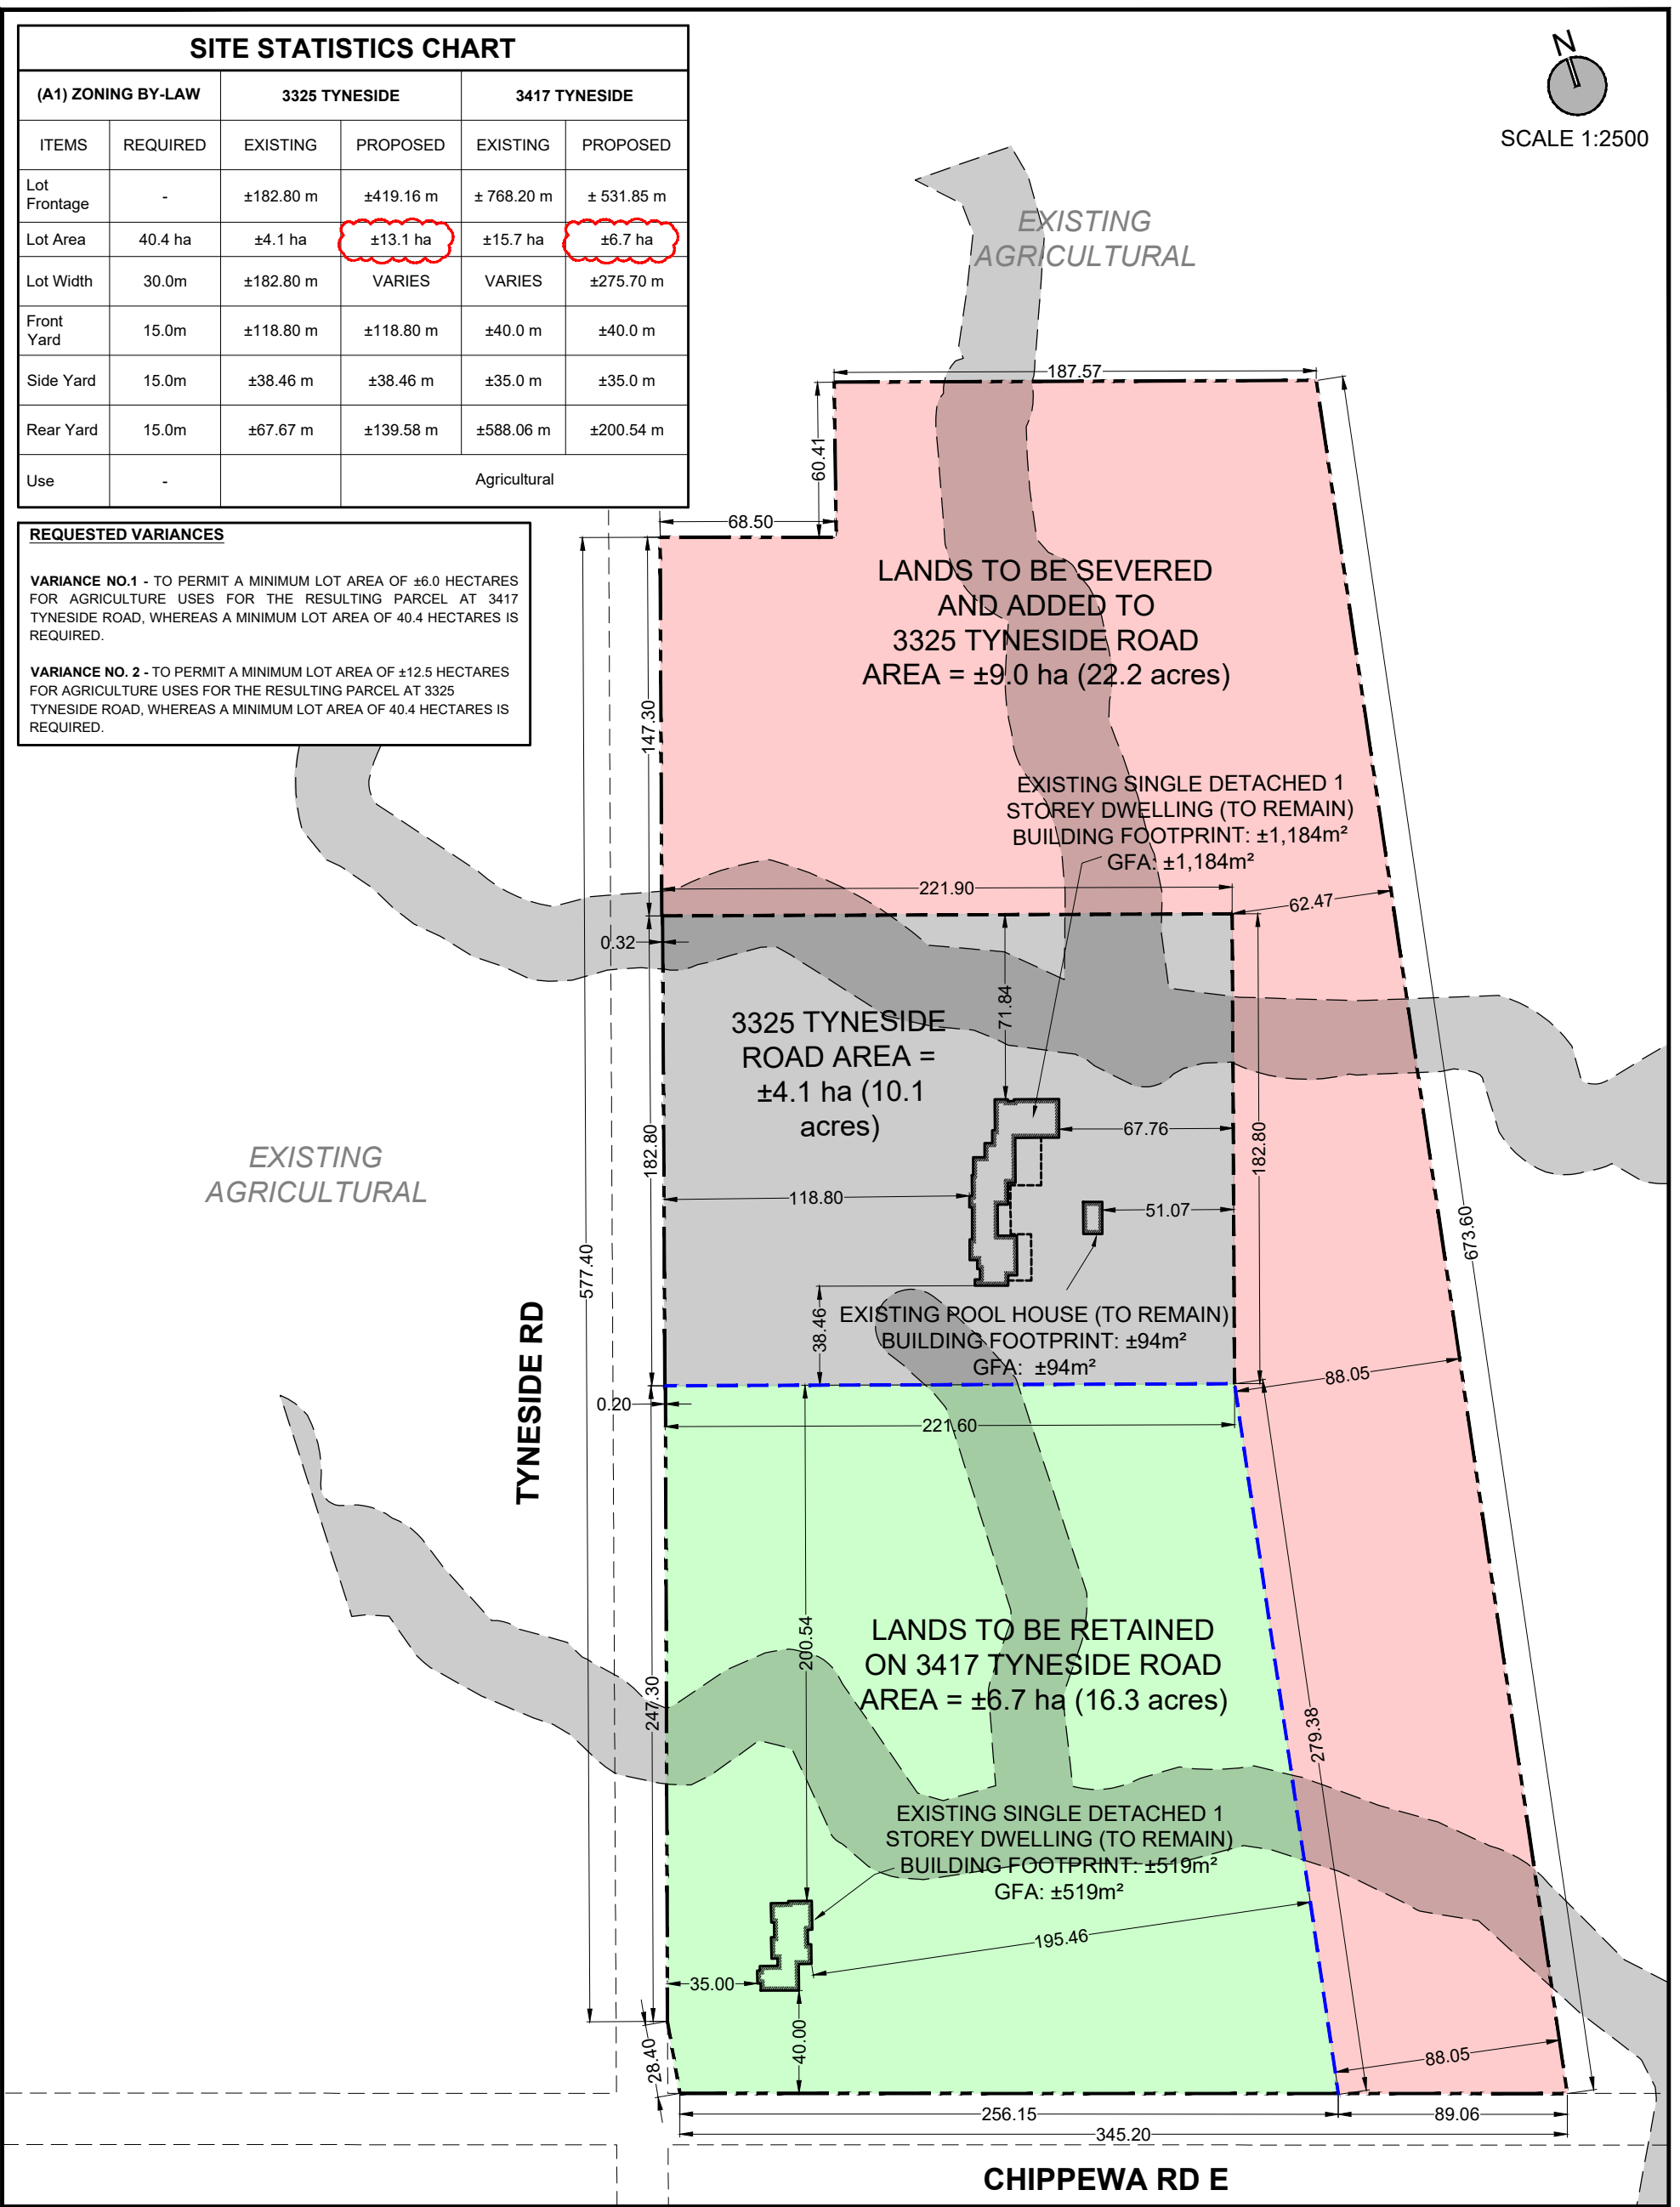 SITE STATISTICS CHART
(A1) ZONING BY-LAW 3325 TYNESIDE 3417 TYNESIDE
ITEMS REQUIRED EXISTING PROPOSED EXISTING PROPOSED
Lot Frontage - ±182.80 m ±419.16 m ± 768.20 m ± 531.85 m
Lot Area 40.4 ha ±4.1 ha ±13.1 ha ±15.7 ha ±6.7 ha
Lot Width 30.0m ±182.80 m VARIES VARIES ±275.70 m
Front Yard 15.0m ±118.80 m ±118.80 m ±40.0 m ±40.0 m
Side Yard 15.0m ±38.46 m ±38.46 m ±35.0 m ±35.0 m
Rear Yard 15.0m ±67.67 m ±139.58 m ±588.06 m ±200.54 m
Use - Agricultural
N
SCALE 1:2500
REQUESTED VARIANCES
VARIANCE NO.1 - TO PERMIT A MINIMUM LOT AREA OF ±6.0 HECTARES
FOR AGRICULTURE USES FOR THE RESULTING PARCEL AT 3417
TYNESIDE ROAD, WHEREAS A MINIMUM LOT AREA OF 40.4 HECTARES IS
REQUIRED.
VARIANCE NO. 2 - TO PERMIT A MINIMUM LOT AREA OF ±12.5 HECTARES
FOR AGRICULTURE USES FOR THE RESULTING PARCEL AT 3325
TYNESIDE ROAD, WHEREAS A MINIMUM LOT AREA OF 40.4 HECTARES IS
REQUIRED.
EXISTING
AGRICULTURAL
187.57
60.41
68.50
LANDS TO BE SEVERED
AND ADDED TO
3325 TYNESIDE ROAD
AREA = ±9.0 ha (22.2 acres)
147.30
EXISTING SINGLE DETACHED 1
STOREY DWELLING (TO REMAIN)
BUILDING FOOTPRINT: ±1,184m²
GFA: ±1,184m²
221.90
62.47
0.32
71.84
3325 TYNESIDE
ROAD AREA =
±4.1 ha (10.1
acres)
67.76
182.80
182.80
EXISTING
AGRICULTURAL
118.80
51.07
577.40
673.60
38.46
EXISTING POOL HOUSE (TO REMAIN)
BUILDING FOOTPRINT: ±94m²
GFA: ±94m²
88.05
TYNESIDE RD
0.20
221.60
200.54
LANDS TO BE RETAINED
ON 3417 TYNESIDE ROAD
AREA = ±6.7 ha (16.3 acres)
247.30
279.38
EXISTING SINGLE DETACHED 1
STOREY DWELLING (TO REMAIN)
BUILDING FOOTPRINT: ±519m²
GFA: ±519m²
195.46
35.00
40.00
28.40
88.05
256.15
89.06
345.20
CHIPPEWA RD E